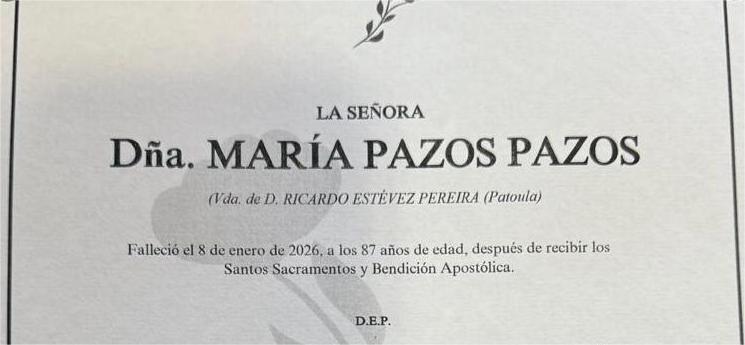 LA SEÑORA
Dña. MARÍA PAZOS PAZOS
(Vda. de D. RICARDO ESTÉVEZ PEREIRA (Patoula)
Falleció el 8 de enero de 2026, a los 87 años de edad, después de recibir los
Santos Sacramentos y Bendición Apostólica.
D.E.P.